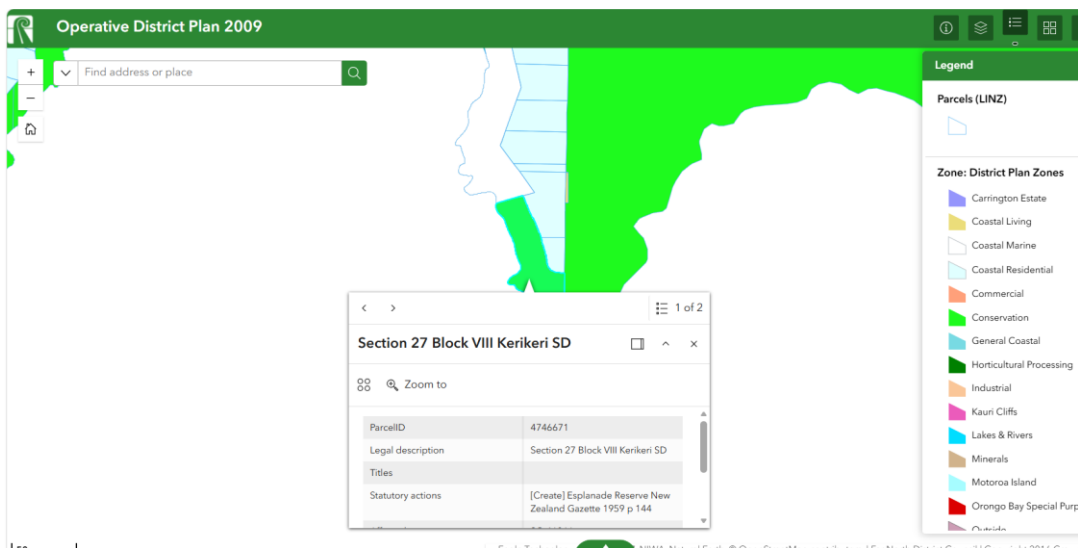 Operative District Plan 2009
Find address or place
Legend
Parcels (LINZ)
Zone: District Plan Zones
Carrington Estate
Coastal Living
Coastal Marine
Coastal Residential
Commercial
Conservation
General Coastal
Horticultural Processing
Industrial
Kauri Cliffs
Lakes & Rivers
Minerals
Motoroa Island
Orongo Bay Special Purp
Outside
1 of 2
Section 27 Block VIII Kerikeri SD
Zoom to
ParcelID 4746671
Legal description Section 27 Block VIII Kerikeri SD
Titles
Statutory actions [Create] Esplanade Reserve New
Zealand Gazette 1959 p 144